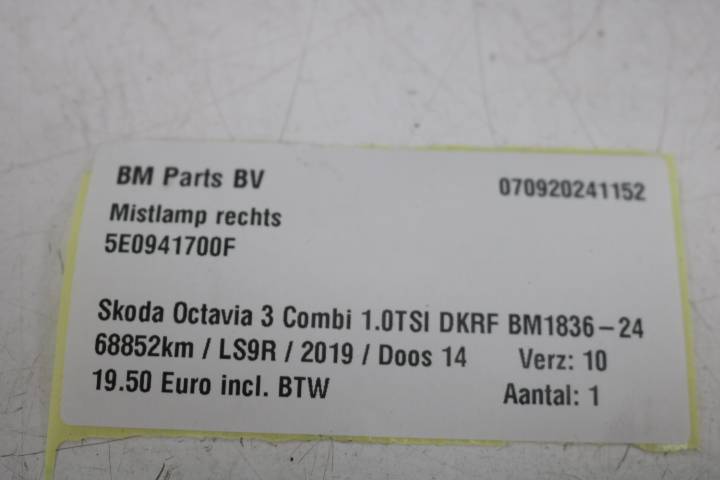 BM Parts BV 070920241152
Mistlamp rechts
5E0941700F
Skoda Octavia 3 Combi 1.0TSI DKRF BM1836-24
68852km / LS9R / 2019 / Doos 14 Verz: 10
19.50 Euro incl. BTW Aantal: 1